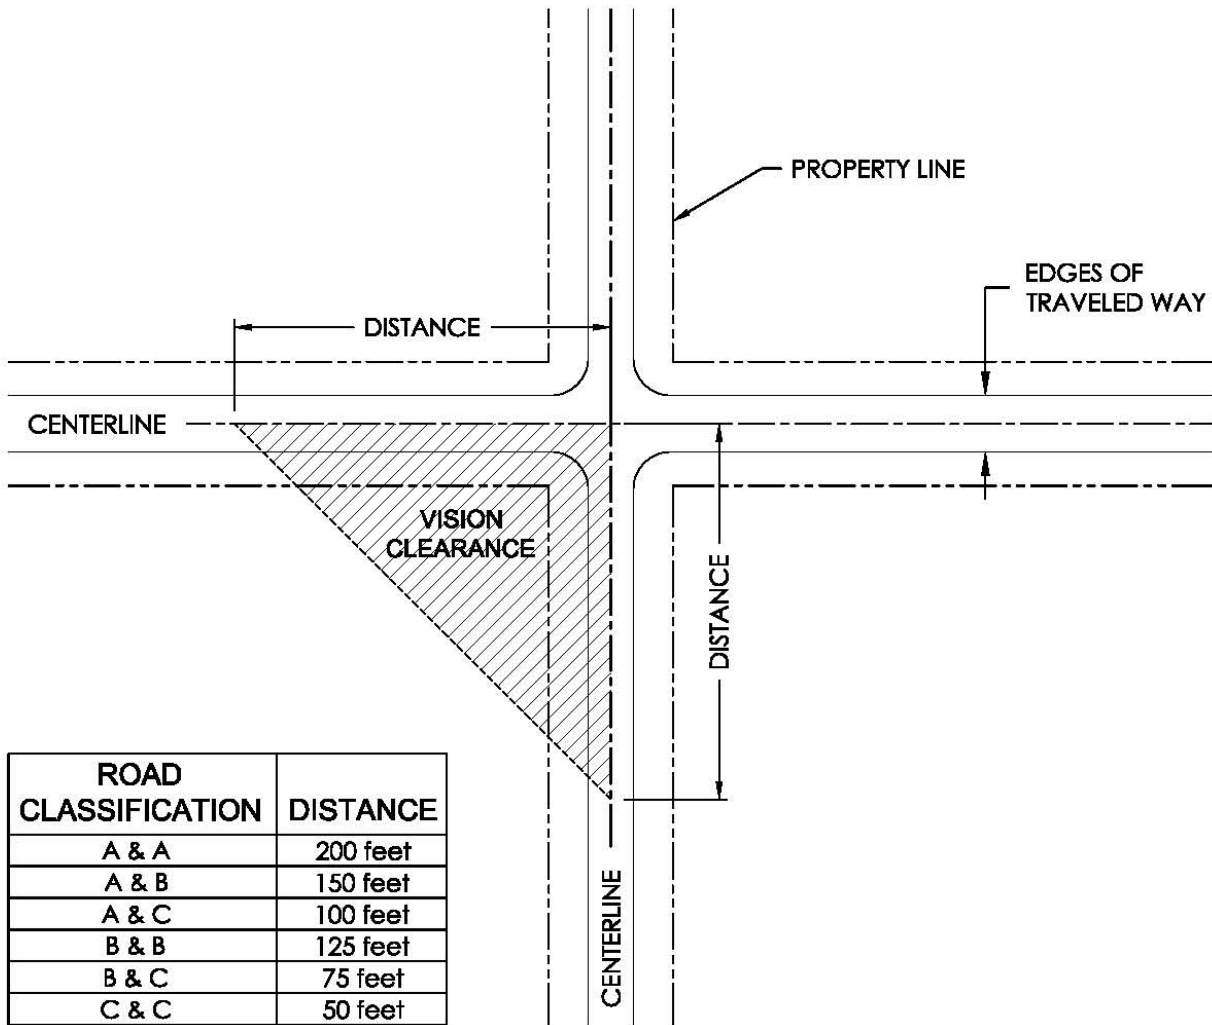 PROPERTY LINE
EDGES OF
TRAVELED WAY
DISTANCE
CENTERLINE
VISION
CLEARANCE
DISTANCE
ROAD
CLASSIFICATION DISTANCE
A & A 200 feet
A & B 150 feet
A & C 100 feet
B & B 125 feet
B & C 75 feet
C & C 50 feet
CENTERLINE